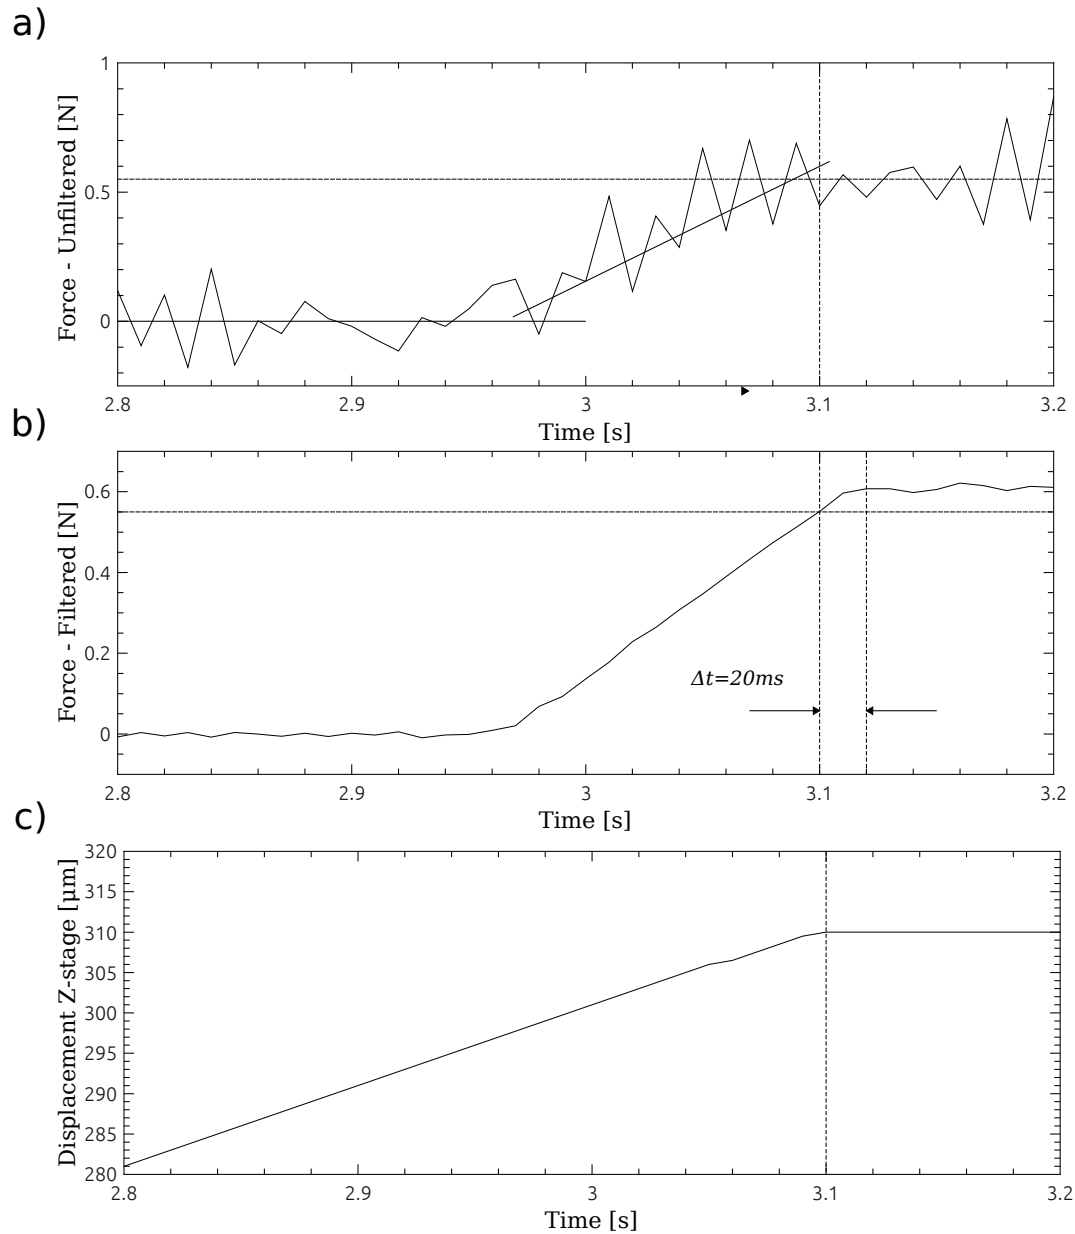 a)
Force - Unfiltered [N]
1
0.5
0
2.8 2.9 3 3.1 3.2
Time [s]
b)
Force - Filtered [N]
0.6
0.4
0.2
0
Δt=20ms
2.8 2.9 3 3.1 3.2
Time [s]
c)
Displacement Z-stage [μm]
320
315
310
305
300
295
290
285
280
2.8 2.9 3 3.1 3.2
Time [s]